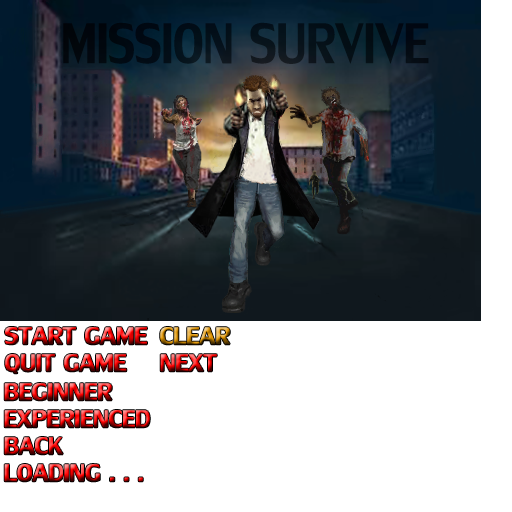 MISSION SURVIVE
START GAME CLEAR
QUIT GAME NEXT
BEGINNER
EXPERIENCED
BACK
LOADING . . .